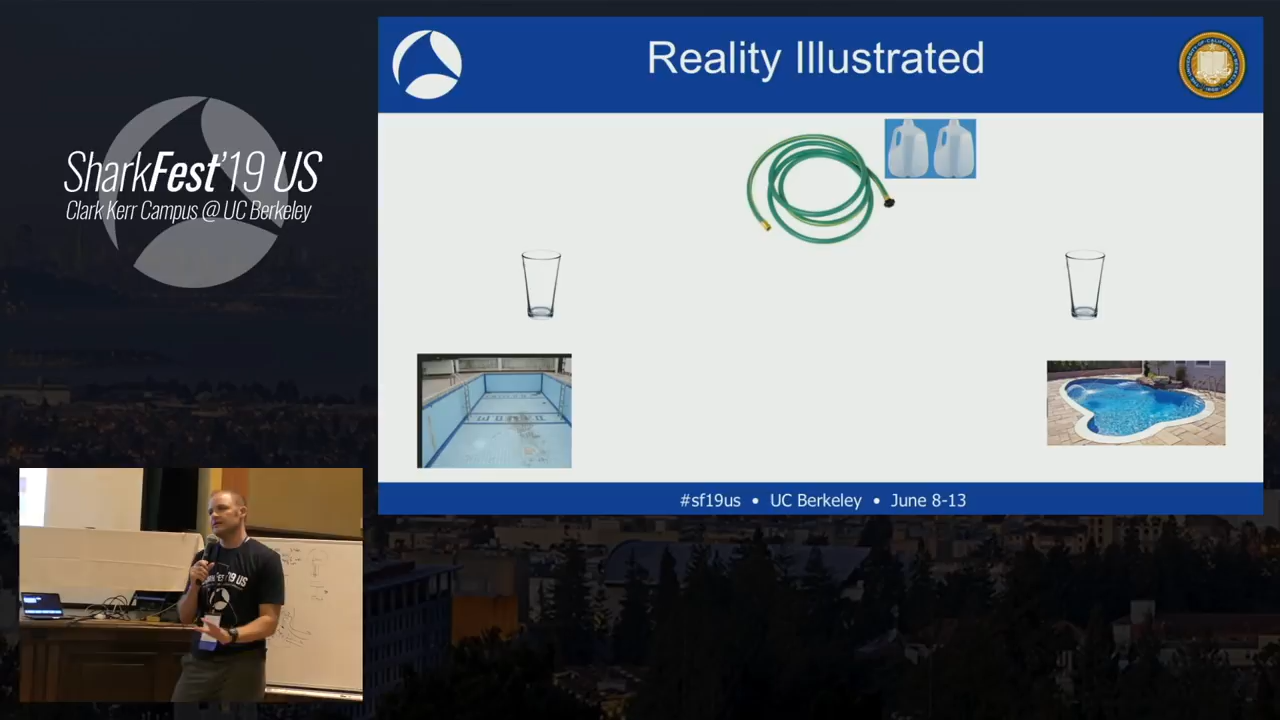 SharkFest'19 US
Clark Kerr Campus @ UC Berkeley
Reality Illustrated
#sf19us • UC Berkeley • June 8-13